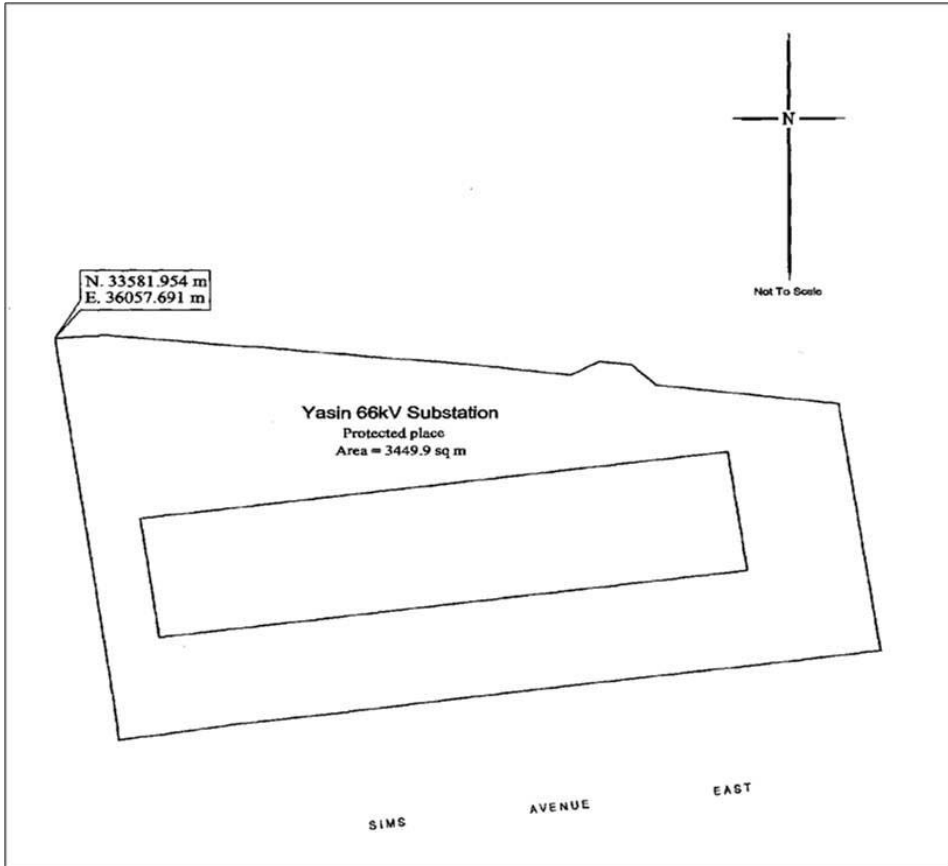 N
Not To Scale
N. 33581.954 m
E. 36057.691 m
Yasin 66kV Substation
Protected place
Area = 3449.9 sq m
SIMS AVENUE EAST